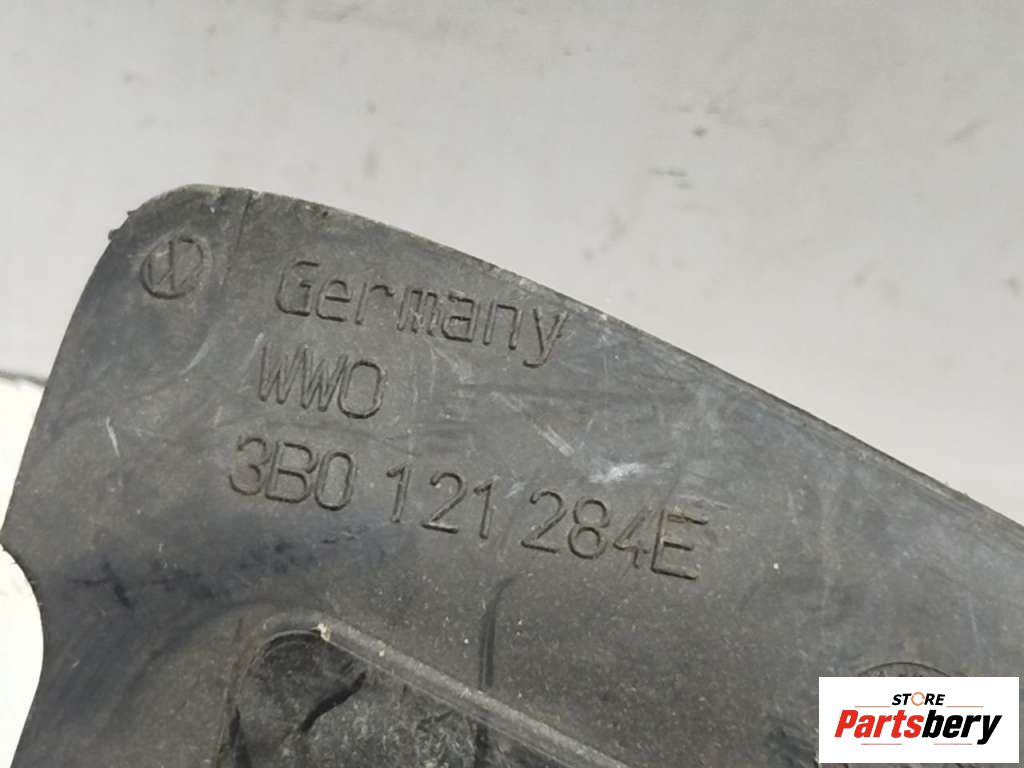 Germany
WWO
3B0 121 284E
STORE
Partsbery